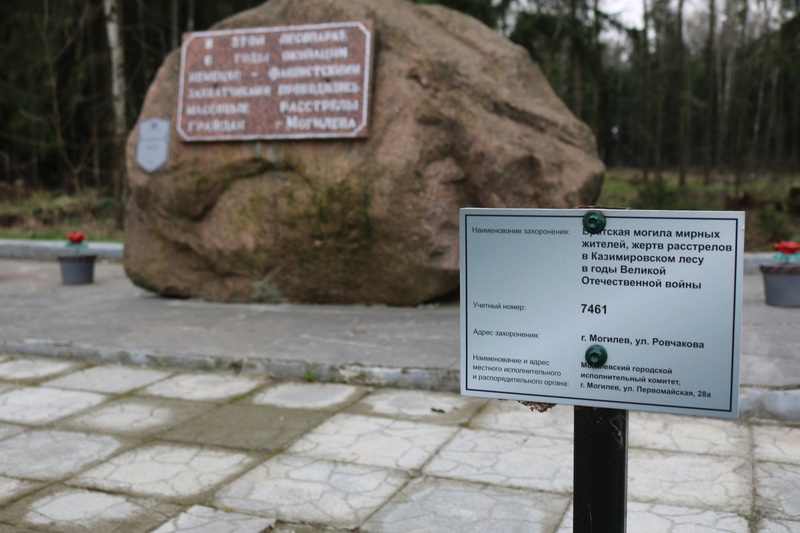 В ЭТОМ ЛЕСОПАРКЕ
В ГОДЫ ОККУПАЦИИ
НЕМЕЦКО - ФАШИСТСКИМИ
ЗАХВАТЧИКАМИ ПРОВОДИЛИСЬ
МАССОВЫЕ РАССТРЕЛЫ
ГРАЖДАН г. МОГИЛЕВА
Наименование захоронения: Братская могила мирных
жителей, жертв расстрелов
в Казимировском лесу
в годы Великой
Отечественной войны
Учетный номер: 7461
Адрес захоронения: г. Могилев, ул. Ровчакова
Наименование и адрес
местного исполнительного
и распорядительного органа:
Могилевский городской
исполнительный комитет,
г. Могилев, ул. Первомайская, 28а